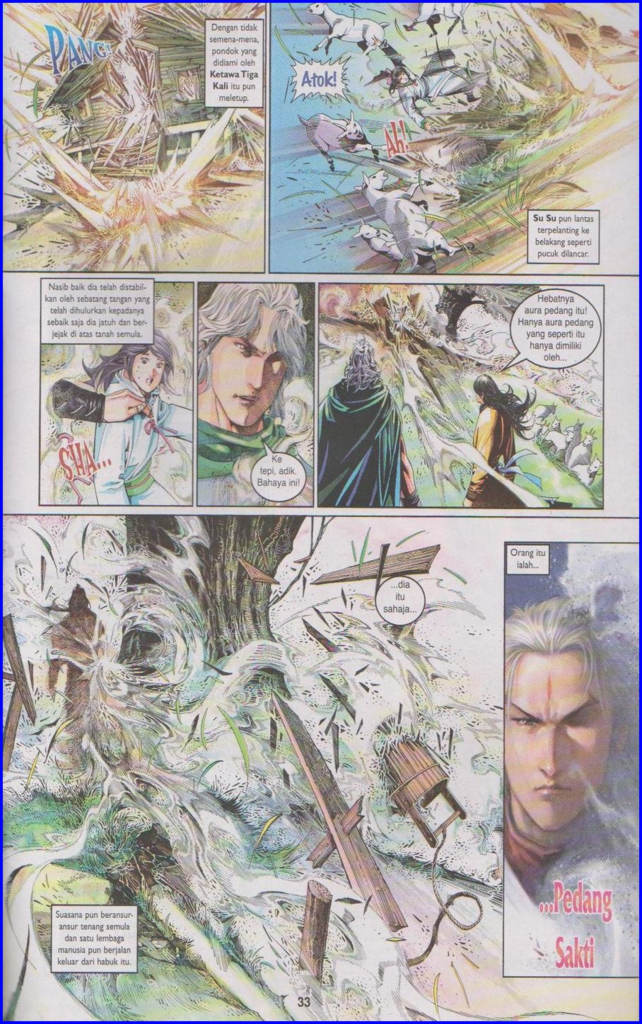 PANG!
Dengan tidak
semena-mena,
pondok yang
didiami oleh
Ketawa Tiga
Kali itu pun
meletup.
Atok!
Ah!
Su Su pun lantas
terpelanting ke
belakang seperti
pucuk dilancar.
Nasib baik dia telah distabil-
kan oleh sebatang tangan yang
telah dihulurkan kepadanya
sebaik saja dia jatuh dan ber-
jejak di atas tanah semula.
SHA...
Ke
tepi, adik.
Bahaya ini!
Hebatnya
aura pedang
itu!
Hanya aura pedang
yang seperti itu
hanya dimiliki
oleh...
...dia
itu
sahaja...
Orang itu
ialah...
...Pedang
Sakti
Suasana pun beransur-
ansur tenang semula
dan satu lembaga
manusia pun berjalan
keluar dari habuk itu.
33